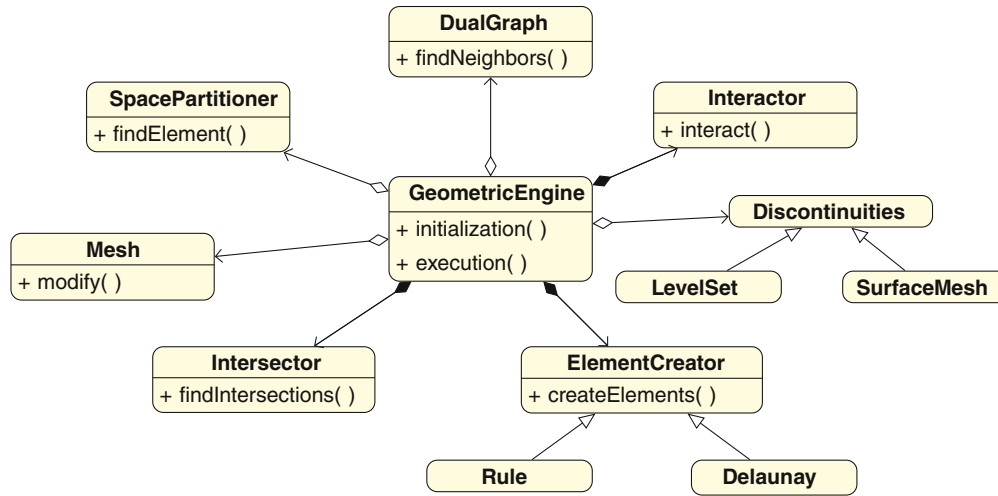 DualGraph
+ findNeighbors( )
SpacePartitioner
+ findElement( )
Interactor
+ interact( )
GeometricEngine
+ initialization( )
+ execution( )
Discontinuities
Mesh
+ modify( )
LevelSet
SurfaceMesh
Intersector
+ findIntersections( )
ElementCreator
+ createElements( )
Rule
Delaunay